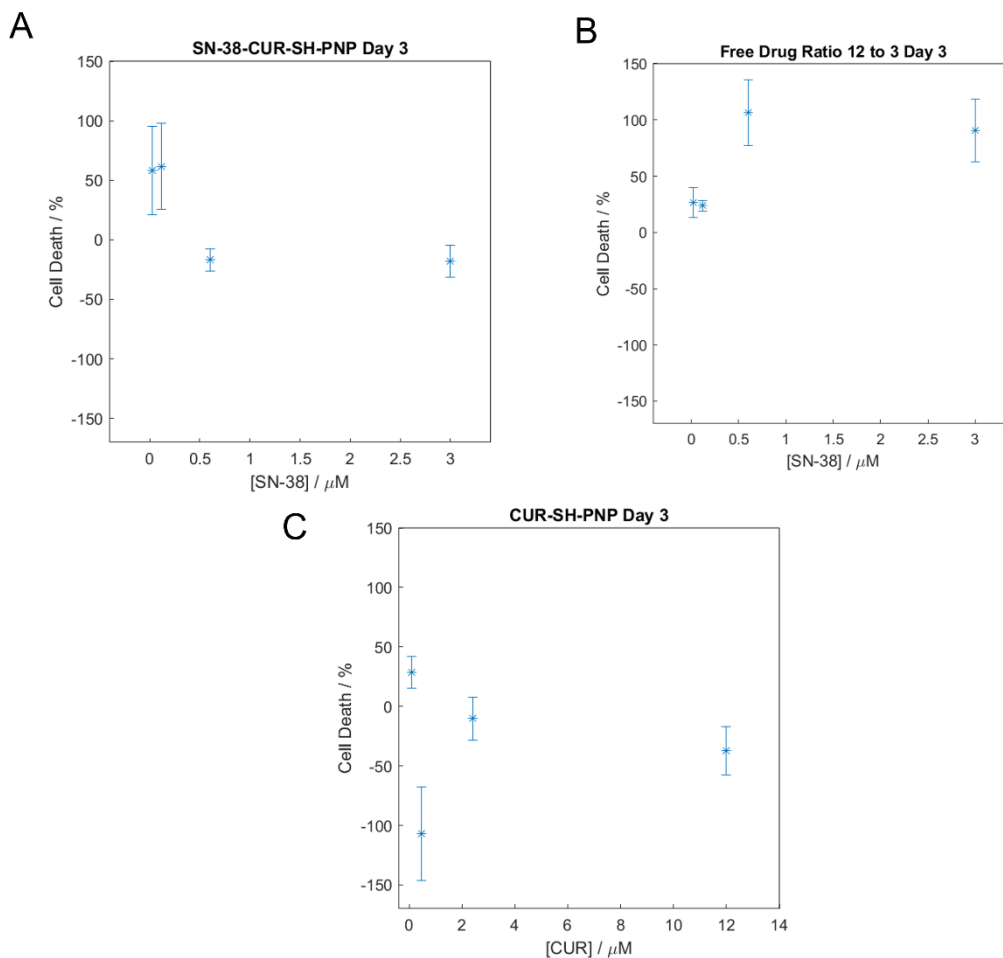 A
SN-38-CUR-SH-PNP Day 3
150
100
50
0
-50
-100
-150
Cell Death / %
0 0.5 1 1.5 2 2.5 3
[SN-38] / μM
B
Free Drug Ratio 12 to 3 Day 3
150
100
50
0
-50
-100
-150
Cell Death / %
0 0.5 1 1.5 2 2.5 3
[SN-38] / μM
C
CUR-SH-PNP Day 3
150
100
50
0
-50
-100
-150
Cell Death / %
0 2 4 6 8 10 12 14
[CUR] / μM